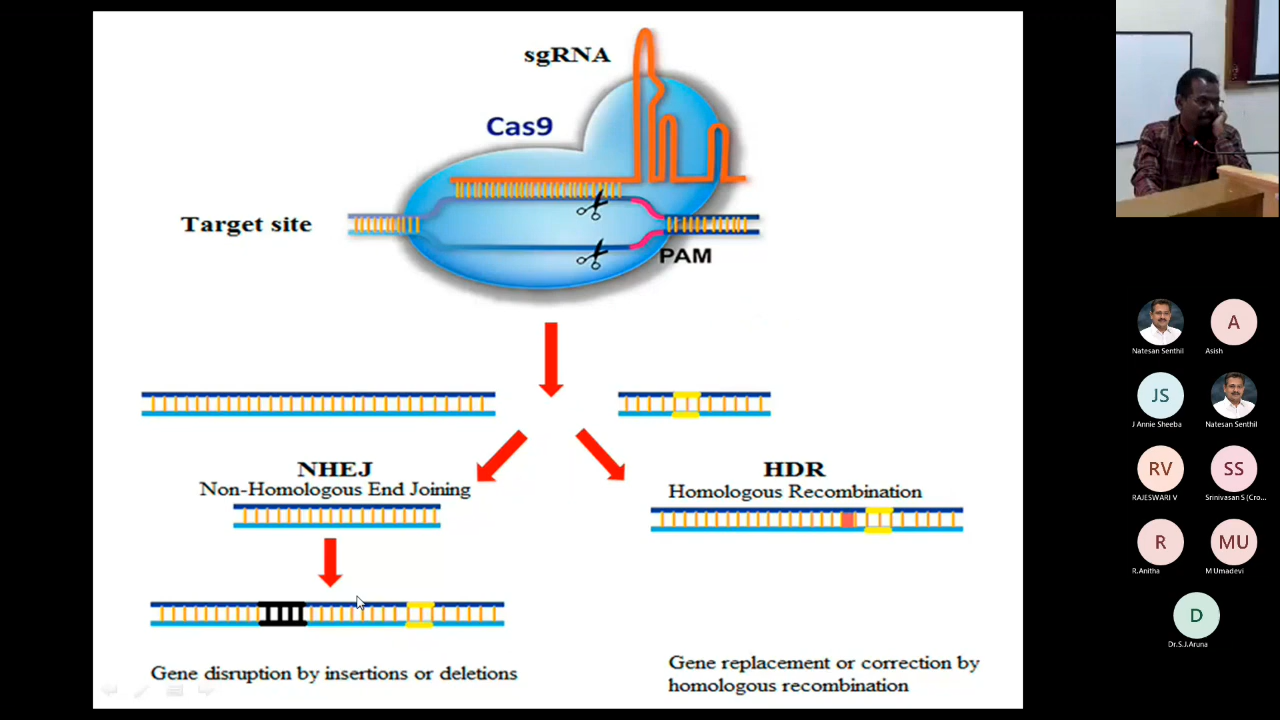 sgRNA
Cas9
Target site
PAM
NHEJ
Non-Homologous End Joining
HDR
Homologous Recombination
Gene disruption by insertions or deletions
Gene replacement or correction by
homologous recombination
Natesan Senthil
A
Asish
JS
J Annie Sheeba
Natesan Senthil
RV
RAJESWARI V
SS
Srinivasan S (Cro...
R
R.Anitha
MU
M Umadevi
D
Dr.S.J.Aruna